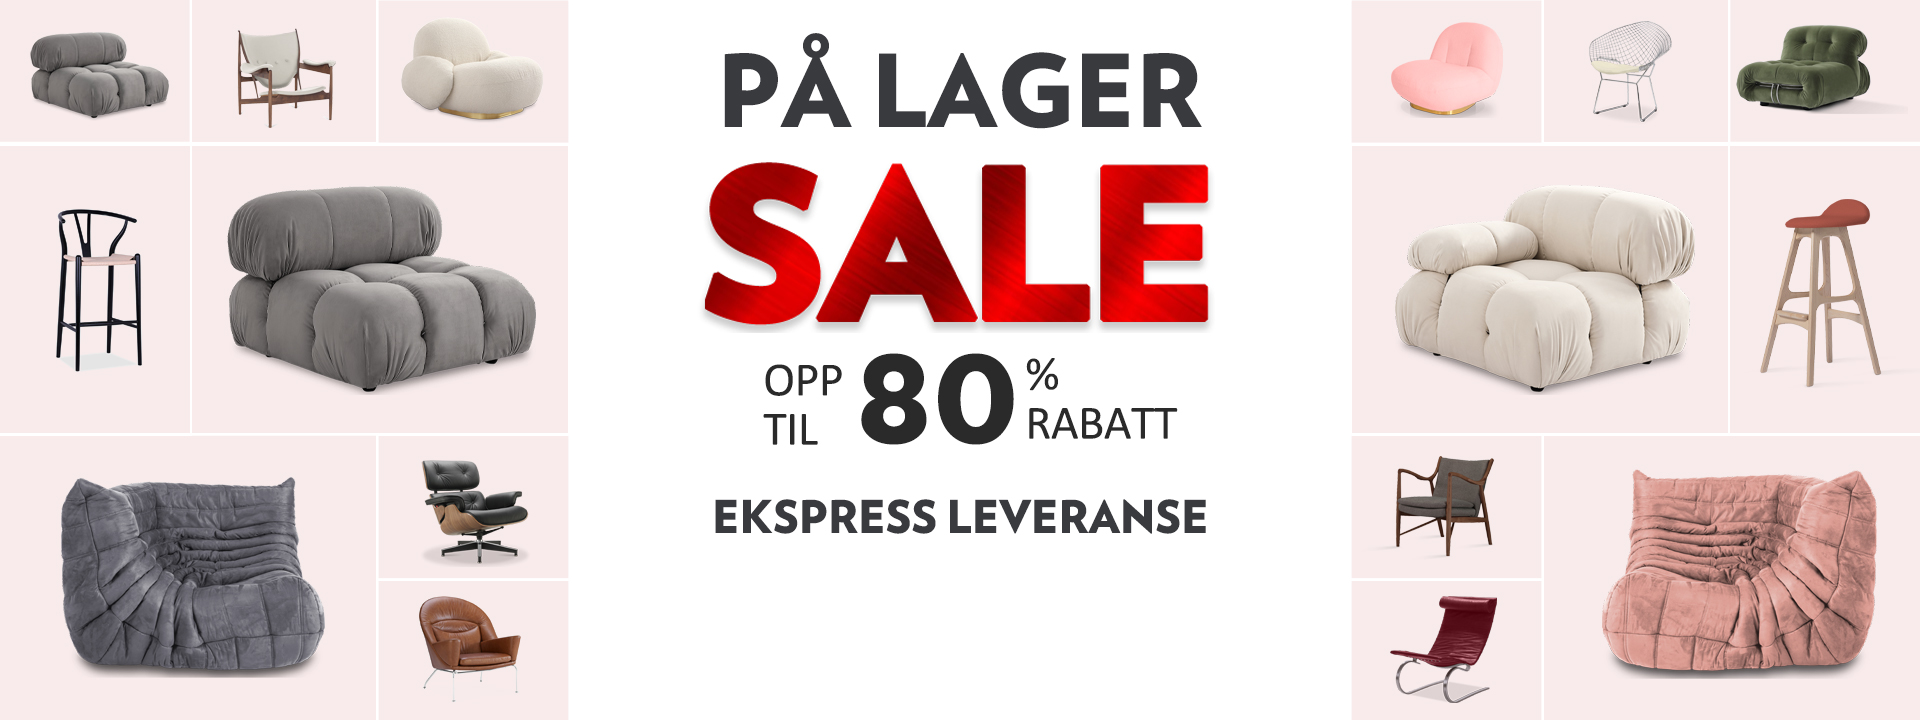 PÅ LAGER
SALE
OPP TIL 80 % RABATT
EKSPRESS LEVERANSE